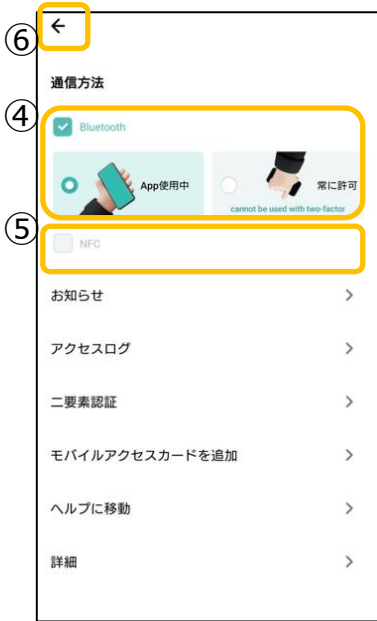 ⑥
通信方法
④
Bluetooth
App使用中
常に許可
cannot be used with two-factor
⑤
NFC
お知らせ
アクセスログ
二要素認証
モバイルアクセスカードを追加
ヘルプに移動
詳細